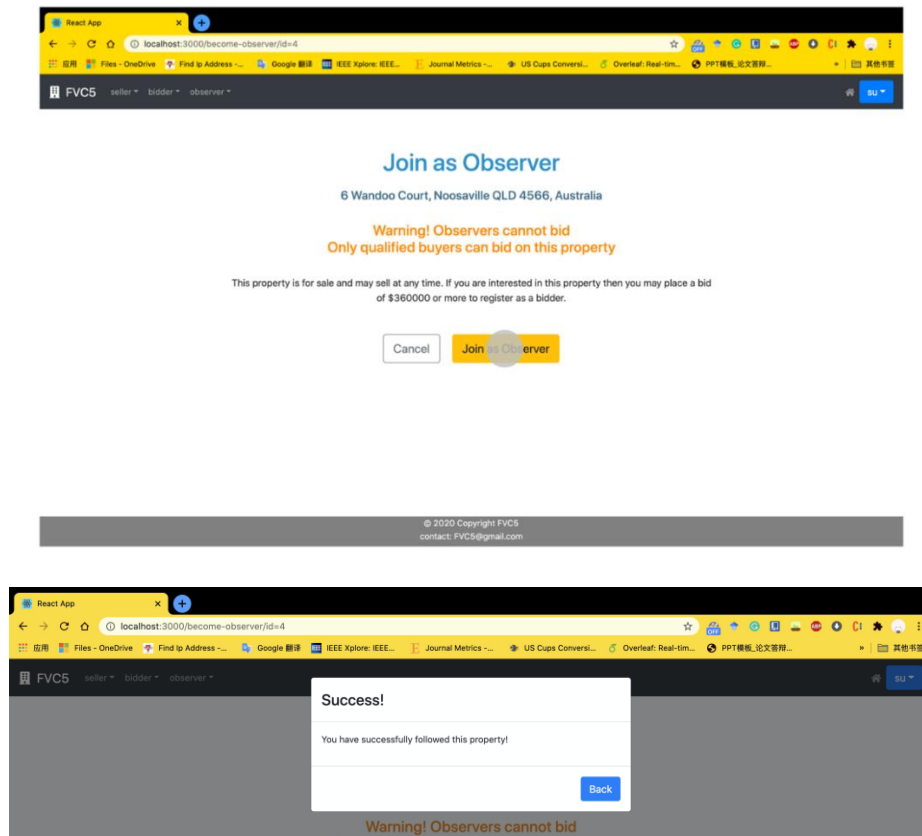 React App
localhost:3000/become-observer/id=4
OFF
应用 Files - OneDrive Find Ip Address -... Google 翻译 IEEE Xplore: IEEE... Journal Metrics -... US Cups Conversi... Overleaf: Real-tim... PPT模板_论文答辩... » 其他书签
FVC5 seller bidder observer su
Join as Observer
6 Wandoo Court, Noosaville QLD 4566, Australia
Warning! Observers cannot bid
Only qualified buyers can bid on this property
This property is for sale and may sell at any time. If you are interested in this property then you may place a bid
of $360000 or more to register as a bidder.
Cancel Join as Observer
© 2020 Copyright FVC5
contact: FVC5@gmail.com
React App
localhost:3000/become-observer/id=4
OFF
应用 Files - OneDrive Find Ip Address -... Google 翻译 IEEE Xplore: IEEE... Journal Metrics -... US Cups Conversi... Overleaf: Real-tim... PPT模板_论文答辩... » 其他书签
FVC5 seller bidder observer su
Success!
You have successfully followed this property!
Back
Warning! Observers cannot bid